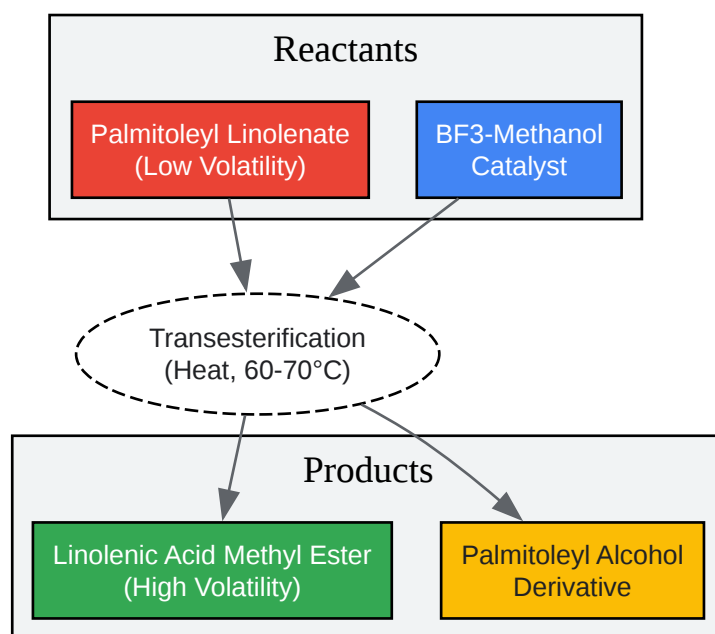 Reactants
Palmitoleyl Linolenate
(Low Volatility)
BF3-Methanol
Catalyst
Transesterification
(Heat, 60-70°C)
Products
Linolenic Acid Methyl Ester
(High Volatility)
Palmitoleyl Alcohol
Derivative